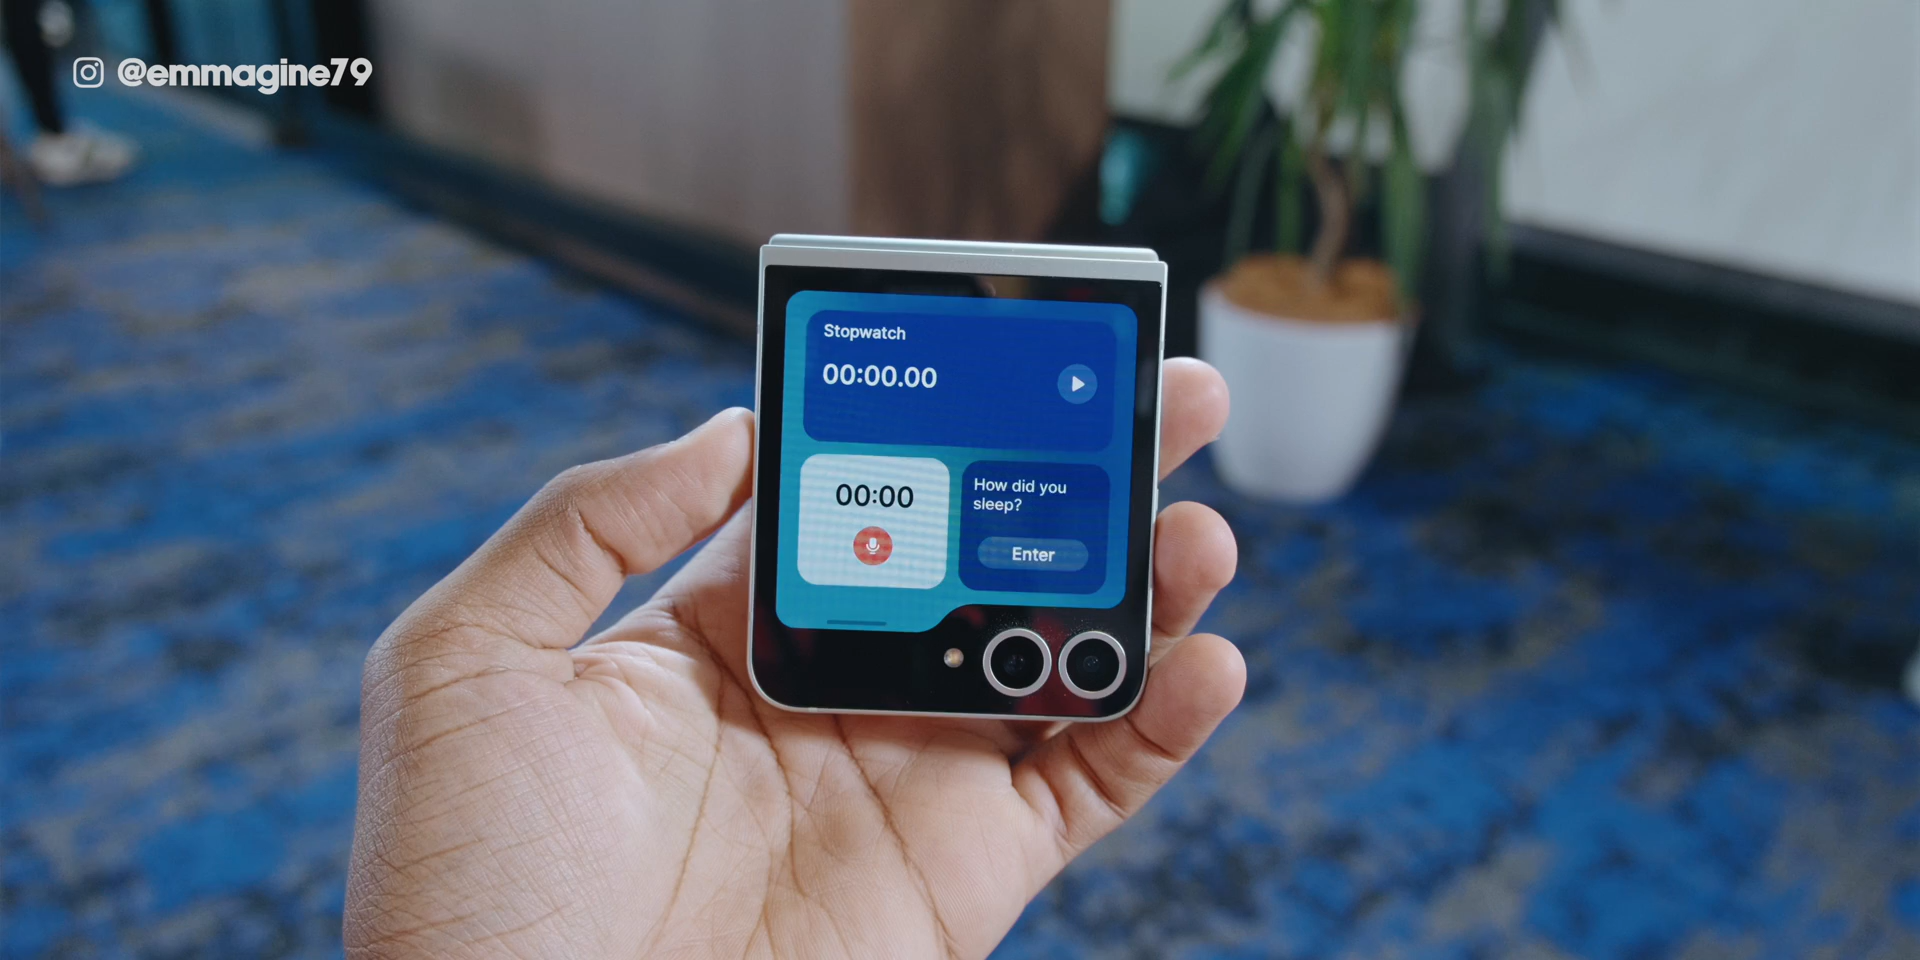 @emmagine79
Stopwatch
00:00.00
00:00
How did you
sleep?
Enter